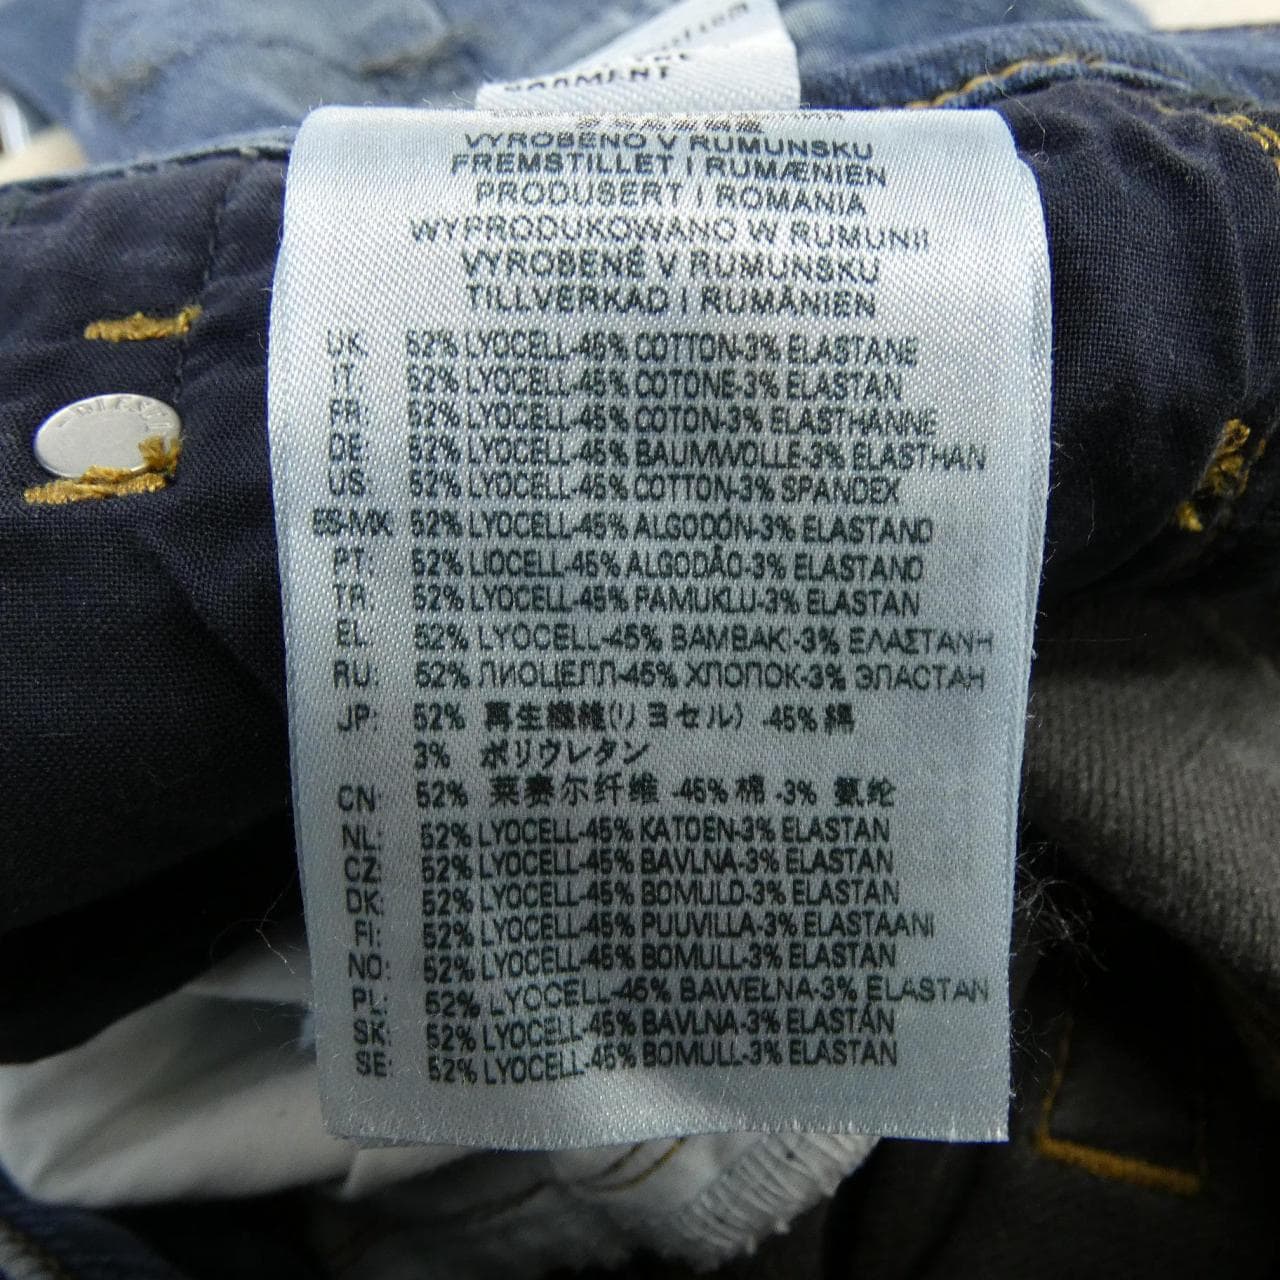 GARMENT
VYROBENO V RUMUNSKU
FREMSTILLET I RUMÆNIEN
PRODUSERT I ROMANIA
WYPRODUKOWANO W RUMUNII
VYROBENÉ V RUMUNSKU
TILLVERKAD I RUMÄNIEN
UK: 52% LYOCELL-45% COTTON-3% ELASTANE
IT: 52% LYOCELL-45% COTONE-3% ELASTAN
FR: 52% LYOCELL-45% COTON-3% ELASTHANNE
DE: 52% LYOCELL-45% BAUMWOLLE-3% ELASTHAN
US: 52% LYOCELL-45% COTTON-3% SPANDEX
ES-MX: 52% LYOCELL-45% ALGODÓN-3% ELASTANO
PT: 52% LIOCELL-45% ALGODÃO-3% ELASTANO
TR: 52% LYOCELL-45% PAMUKLU-3% ELASTAN
EL: 52% LYOCELL-45% ΒΑΜΒΑΚΙ-3% ΕΛΑΣΤΑΝΗ
RU: 52% ЛИОЦЕЛЛ-45% ХЛОПОК-3% ЭЛАСТАН
JP: 52% 再生繊維(リヨセル) -45% 綿
3% ポリウレタン
CN: 52% 莱赛尔纤维 -45% 棉 -3% 氨纶
NL: 52% LYOCELL-45% KATOEN-3% ELASTAN
CZ: 52% LYOCELL-45% BAVLNA-3% ELASTAN
DK: 52% LYOCELL-45% BOMULD-3% ELASTAN
FI: 52% LYOCELL-45% PUUVILLA-3% ELASTAANI
NO: 52% LYOCELL-45% BOMULL-3% ELASTAN
PL: 52% LYOCELL-45% BAWEŁNA-3% ELASTAN
SK: 52% LYOCELL-45% BAVLNA-3% ELASTÁN
SE: 52% LYOCELL-45% BOMULL-3% ELASTAN